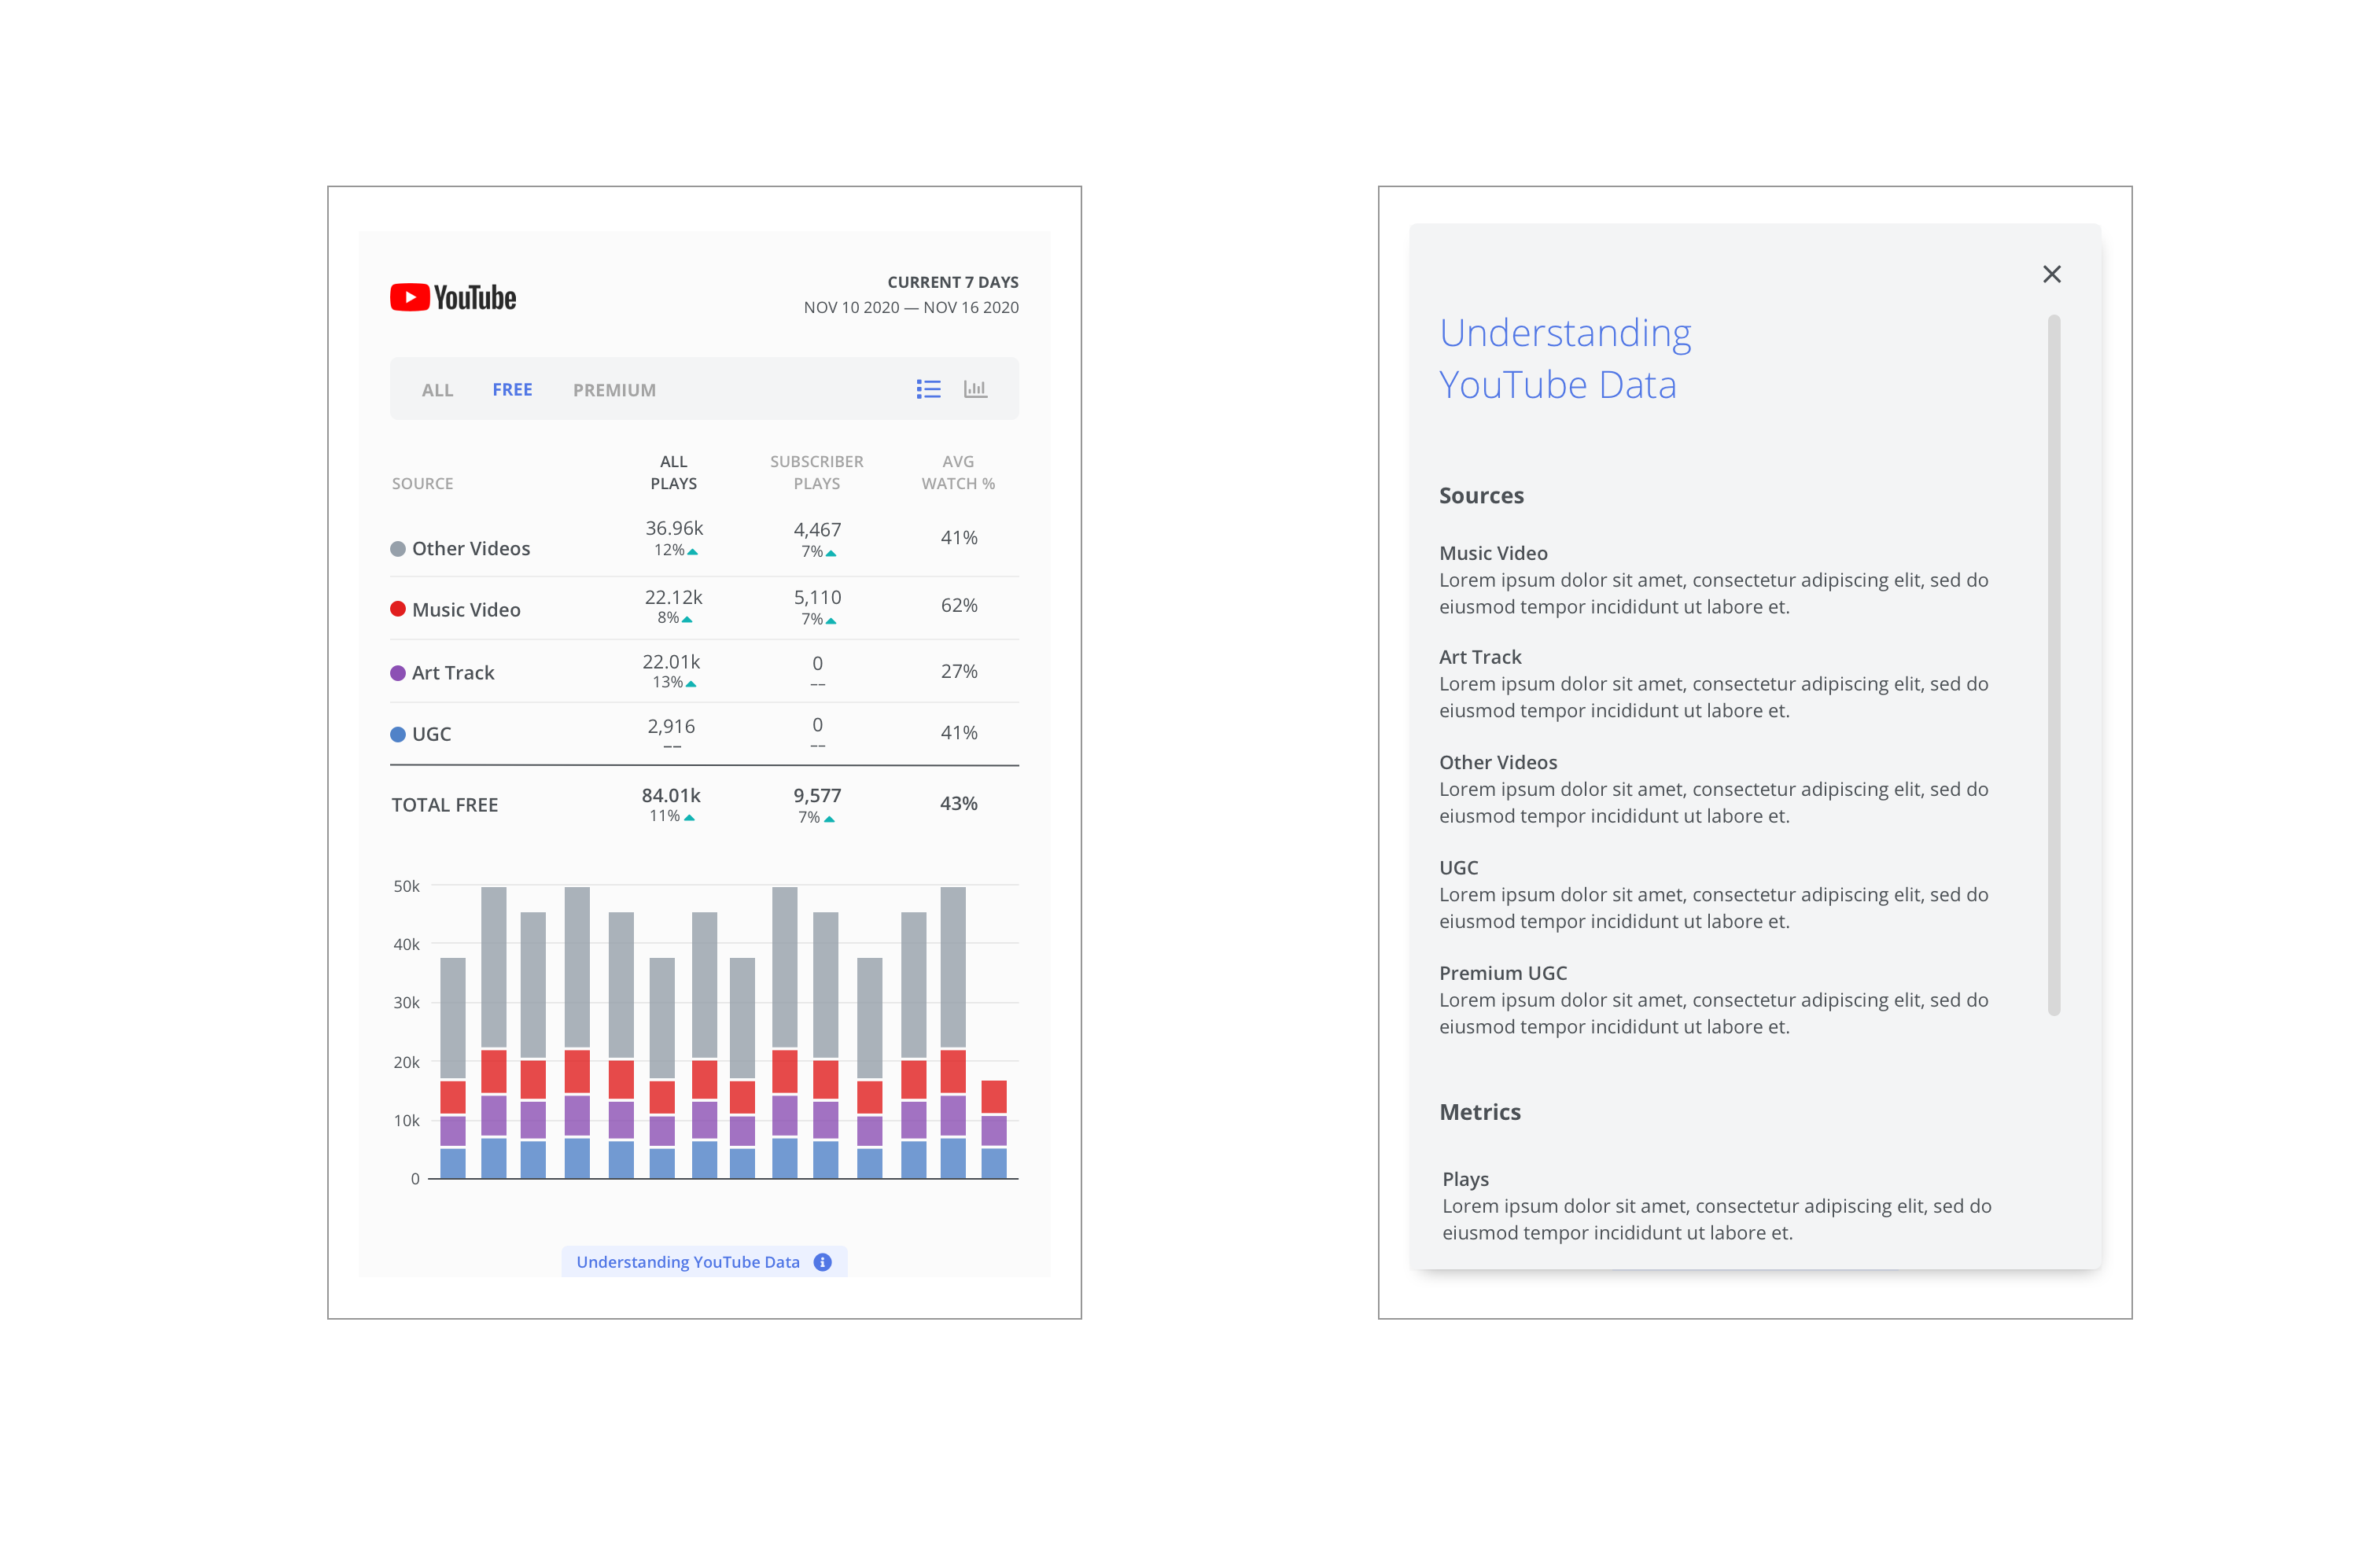 YouTube
CURRENT 7 DAYS
NOV 10 2020 — NOV 16 2020
ALL FREE PREMIUM
SOURCE ALL PLAYS SUBSCRIBER PLAYS AVG WATCH %
Other Videos 36.96k 4,467 41%
12% 7%
Music Video 22.12k 5,110 62%
8% 7%
Art Track 22.01k 0 27%
13% --
UGC 2,916 0 41%
-- --
TOTAL FREE 84.01k 9,577 43%
11% 7%
50k
40k
30k
20k
10k
0
Understanding YouTube Data
Understanding
YouTube Data
Sources
Music Video
Lorem ipsum dolor sit amet, consectetur adipiscing elit, sed do
eiusmod tempor incididunt ut labore et.
Art Track
Lorem ipsum dolor sit amet, consectetur adipiscing elit, sed do
eiusmod tempor incididunt ut labore et.
Other Videos
Lorem ipsum dolor sit amet, consectetur adipiscing elit, sed do
eiusmod tempor incididunt ut labore et.
UGC
Lorem ipsum dolor sit amet, consectetur adipiscing elit, sed do
eiusmod tempor incididunt ut labore et.
Premium UGC
Lorem ipsum dolor sit amet, consectetur adipiscing elit, sed do
eiusmod tempor incididunt ut labore et.
Metrics
Plays
Lorem ipsum dolor sit amet, consectetur adipiscing elit, sed do
eiusmod tempor incididunt ut labore et.